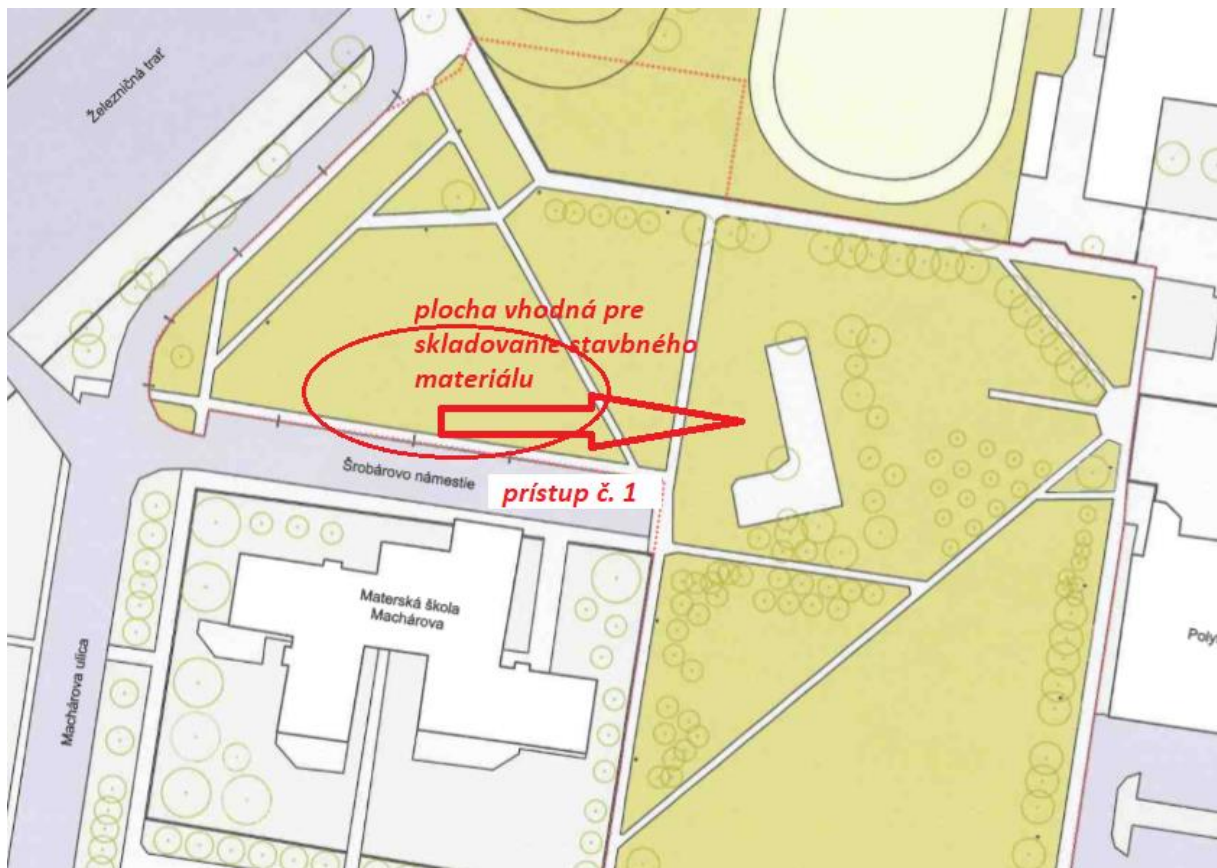 Železničná trať
plocha vhodná pre
skladovanie stavbného
materiálu
Šrobárovo námestie
prístup č. 1
Materská škola
Machárova
Machárova ulica